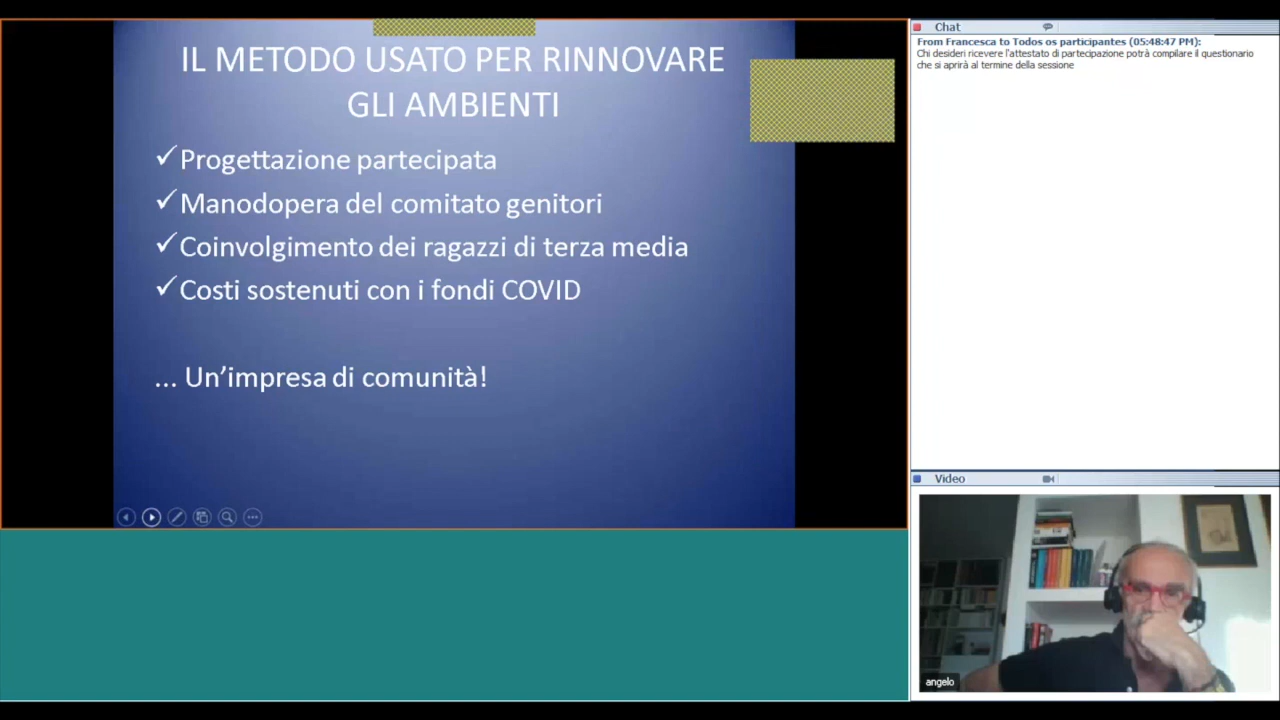 IL METODO USATO PER RINNOVARE
GLI AMBIENTI
✓Progettazione partecipata
✓Manodopera del comitato genitori
✓Coinvolgimento dei ragazzi di terza media
✓Costi sostenuti con i fondi COVID
... Un’impresa di comunità!
Chat
From Francesca to Todos os participantes (05:48:47 PM):
Chi desideri ricevere l'attestato di partecipazione potrà compilare il questionario
che si aprirà al termine della sessione
Video
angelo